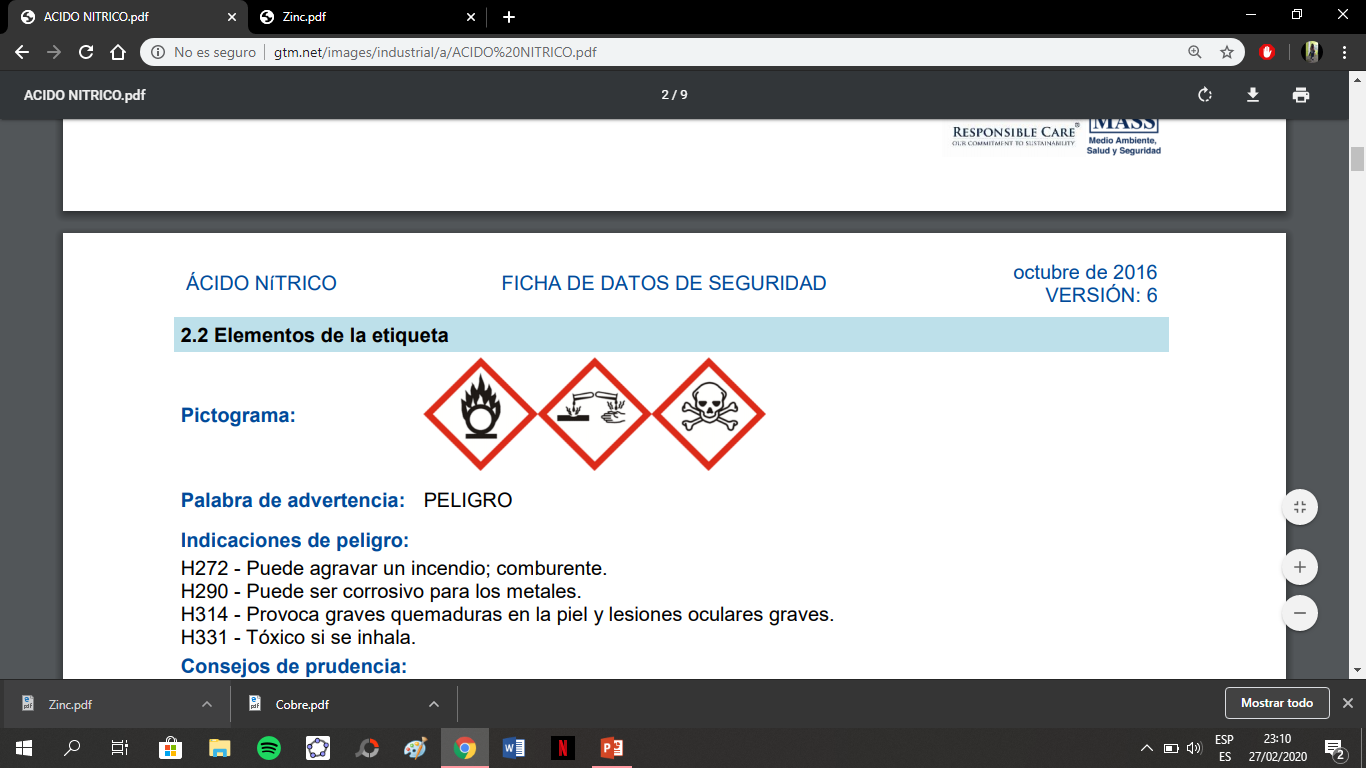 ACIDO NITRICO.pdf
Zinc.pdf
No es seguro
gtm.net/images/industrial/a/ACIDO%20NITRICO.pdf
ACIDO NITRICO.pdf
2 / 9
RESPONSIBLE CARE®
OUR COMMITMENT TO SUSTAINABILITY
MASS
Medio Ambiente,
Salud y Seguridad
ÁCIDO NíTRICO
FICHA DE DATOS DE SEGURIDAD
octubre de 2016
VERSIÓN: 6
2.2 Elementos de la etiqueta
Pictograma:
Palabra de advertencia: PELIGRO
Indicaciones de peligro:
H272 - Puede agravar un incendio; comburente.
H290 - Puede ser corrosivo para los metales.
H314 - Provoca graves quemaduras en la piel y lesiones oculares graves.
H331 - Tóxico si se inhala.
Consejos de prudencia:
Zinc.pdf
Cobre.pdf
Mostrar todo
ESP
ES
23:10
27/02/2020
2